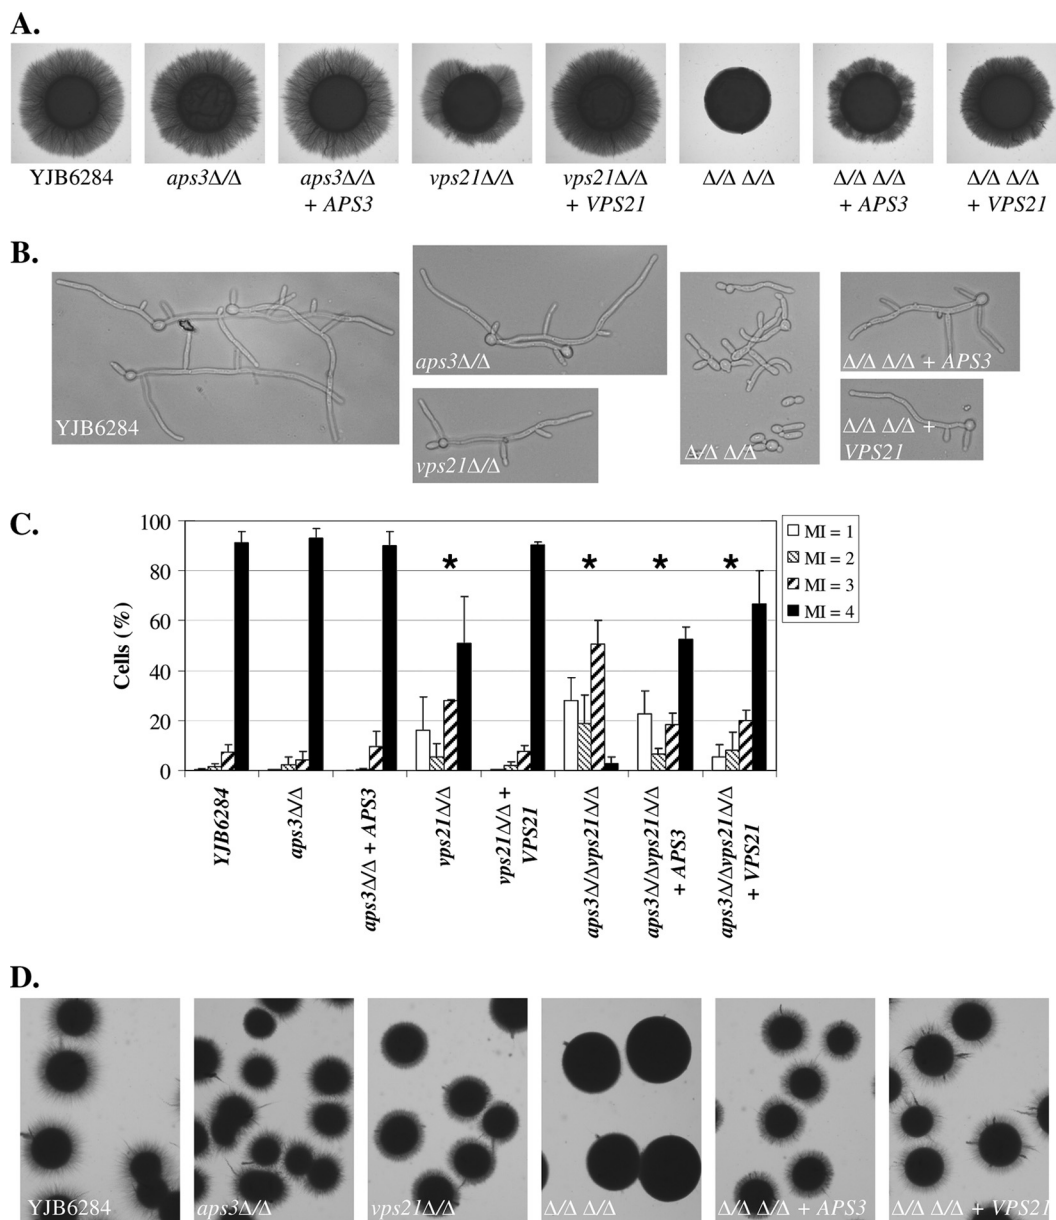 A.
YJB6284
aps3Δ/Δ
aps3Δ/Δ
+ APS3
vps21Δ/Δ
vps21Δ/Δ
+ VPS21
Δ/Δ Δ/Δ
Δ/Δ Δ/Δ
+ APS3
Δ/Δ Δ/Δ
+ VPS21
B.
YJB6284
aps3Δ/Δ
vps21Δ/Δ
Δ/Δ Δ/Δ
Δ/Δ Δ/Δ + APS3
Δ/Δ Δ/Δ +
VPS21
C.
Cells (%)
100
80
60
40
20
0
*
*
*
*
MI = 1
MI = 2
MI = 3
MI = 4
YJB6284
aps3Δ/Δ
aps3Δ/Δ + APS3
vps21Δ/Δ
vps21Δ/Δ +
VPS21
aps3Δ/Δvps21Δ/Δ
aps3Δ/Δvps21Δ/Δ
+ APS3
aps3Δ/Δvps21Δ/Δ
+ VPS21
D.
YJB6284
aps3Δ/Δ
vps21Δ/Δ
Δ/Δ Δ/Δ
Δ/Δ Δ/Δ + APS3
Δ/Δ Δ/Δ + VPS21